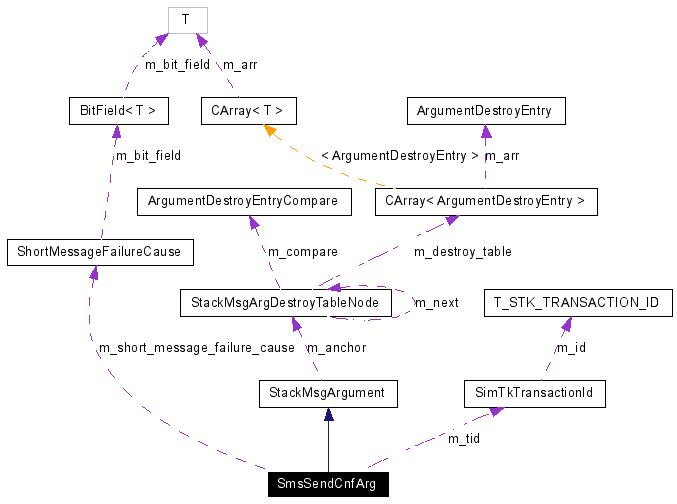 T
m_bit_field
m_arr
BitField< T >
CArray< T >
ArgumentDestroyEntry
m_bit_field
< ArgumentDestroyEntry >
m_arr
ArgumentDestroyEntryCompare
CArray< ArgumentDestroyEntry >
ShortMessageFailureCause
m_compare
m_destroy_table
StackMsgArgDestroyTableNode
m_next
T_STK_TRANSACTION_ID
m_short_message_failure_cause
m_anchor
m_id
StackMsgArgument
SimTkTransactionId
m_tid
SmsSendCnfArg